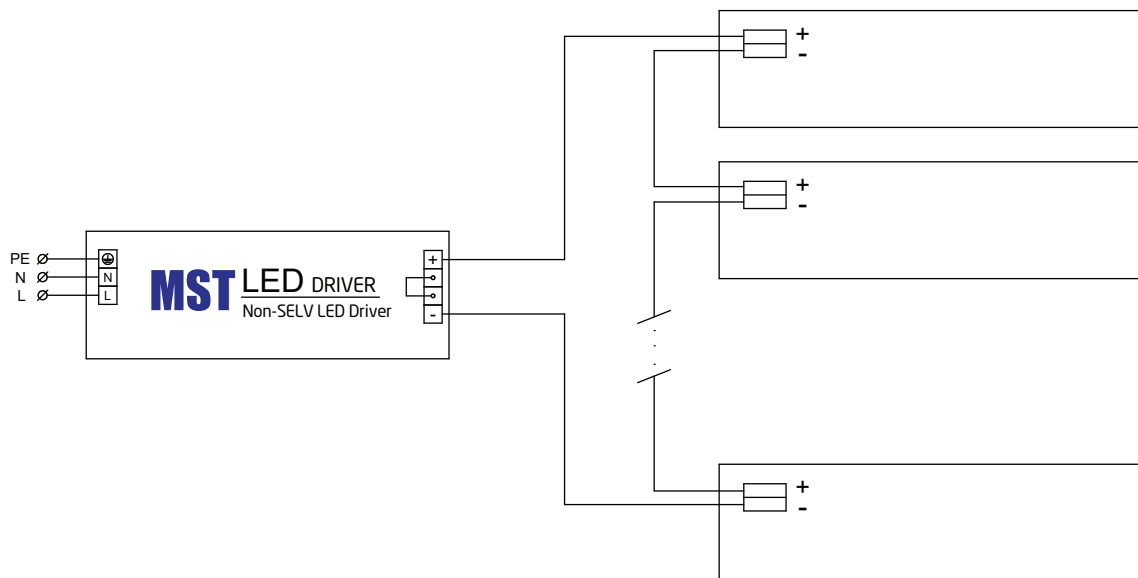 PE
N
L
N
L
MST LED DRIVER
Non-SELV LED Driver
+
-
+
-
+
-
+
-